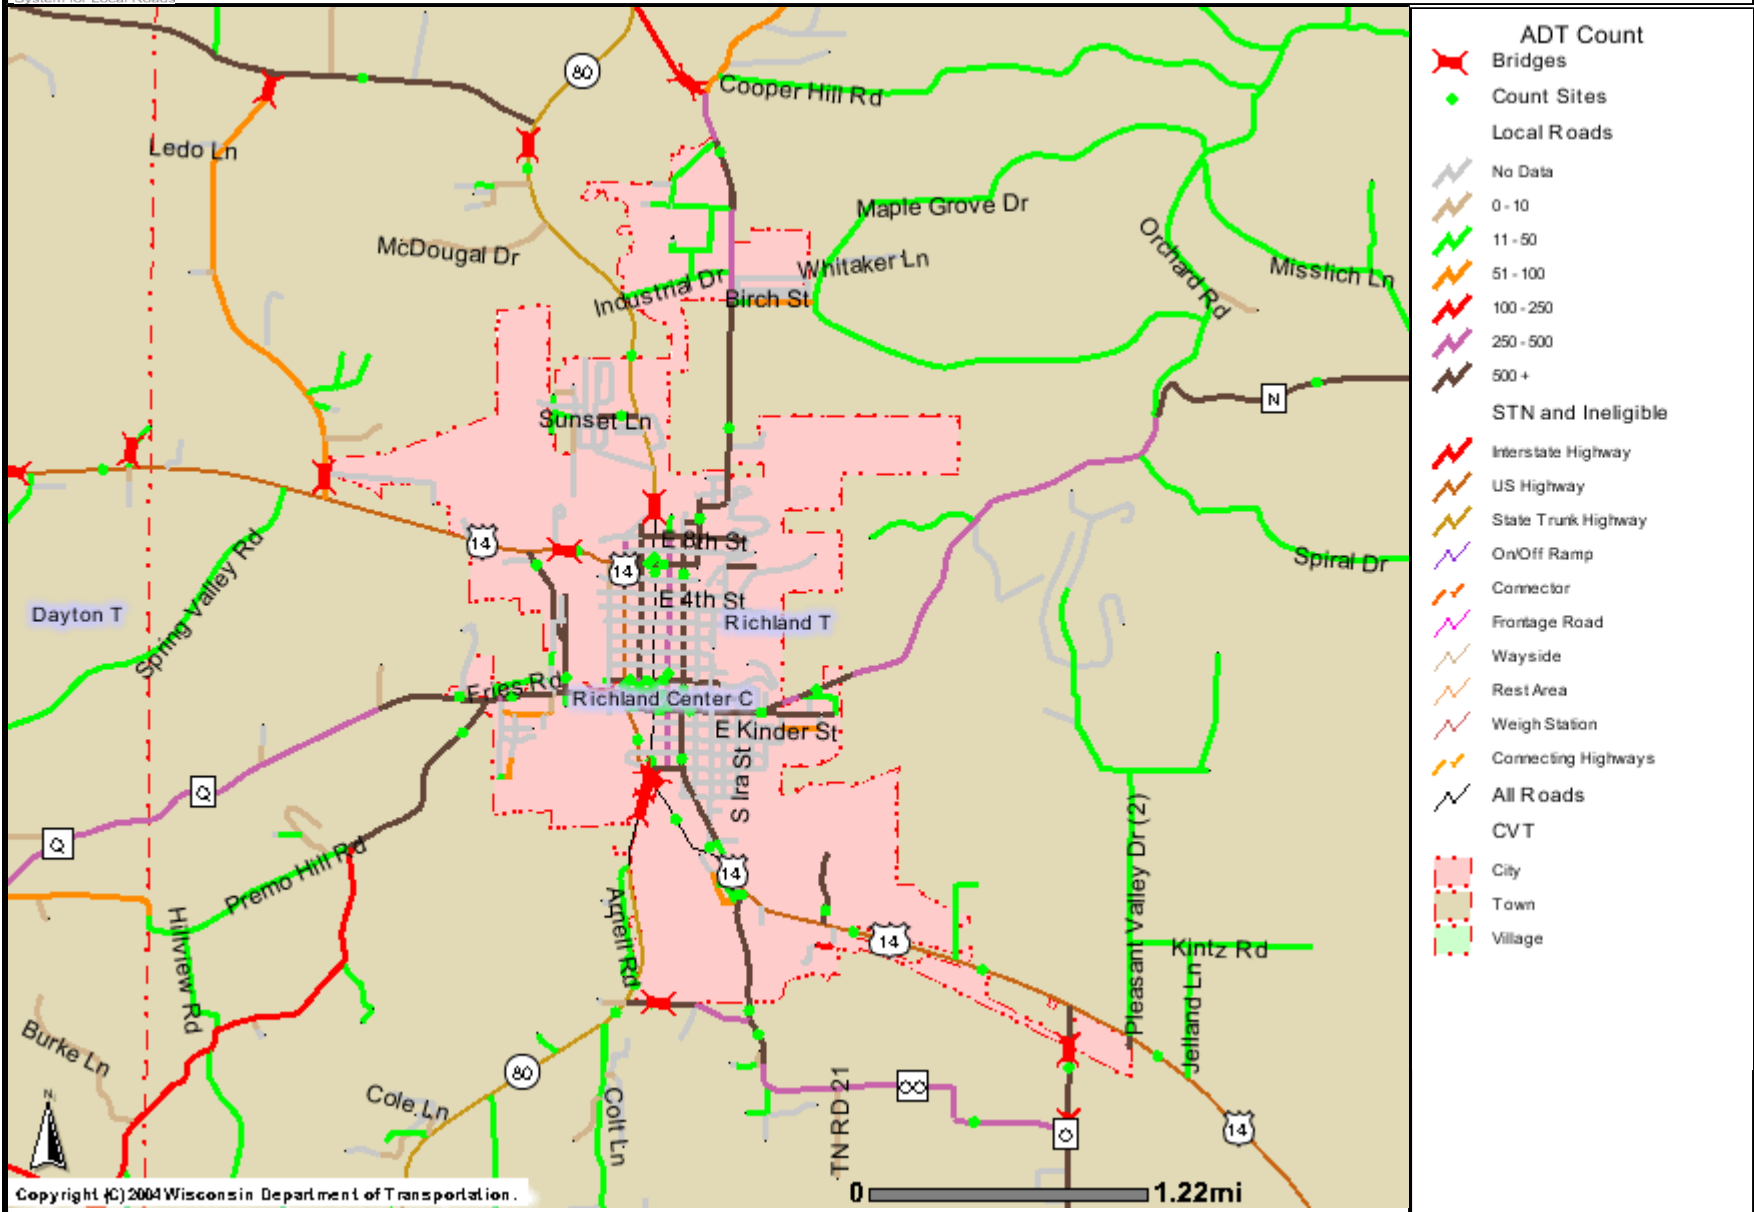 System for Local Roads
80
Cooper Hill Rd
Ledo Ln
Maple Grove Dr
McDougal Dr
Orchard Rd
Whitaker Ln
Misslich Ln
Industrial Dr
Birch St
N
Sunset Ln
14
E 8th St
14
Spiral Dr
E 4th St
Dayton T
Richland T
Spring Valley Rd
Fries Rd
Richland Center C
E Kinder St
S Ira St
Q
Q
Premo Hill Rd
14
Pleasant Valley Dr (2)
Hillview Rd
14
Kintz Rd
Jelland Ln
Burke Ln
80
Cole Ln
Colt Ln
TN RD 21
O
14
N
Copyright (C) 2004 Wisconsin Department of Transportation.
0 1.22mi
ADT Count
Bridges
Count Sites
Local Roads
No Data
0 - 10
11 - 50
51 - 100
100 - 250
250 - 500
500 +
STN and Ineligible
Interstate Highway
US Highway
State Trunk Highway
On/Off Ramp
Connector
Frontage Road
Wayside
Rest Area
Weigh Station
Connecting Highways
All Roads
CVT
City
Town
Village